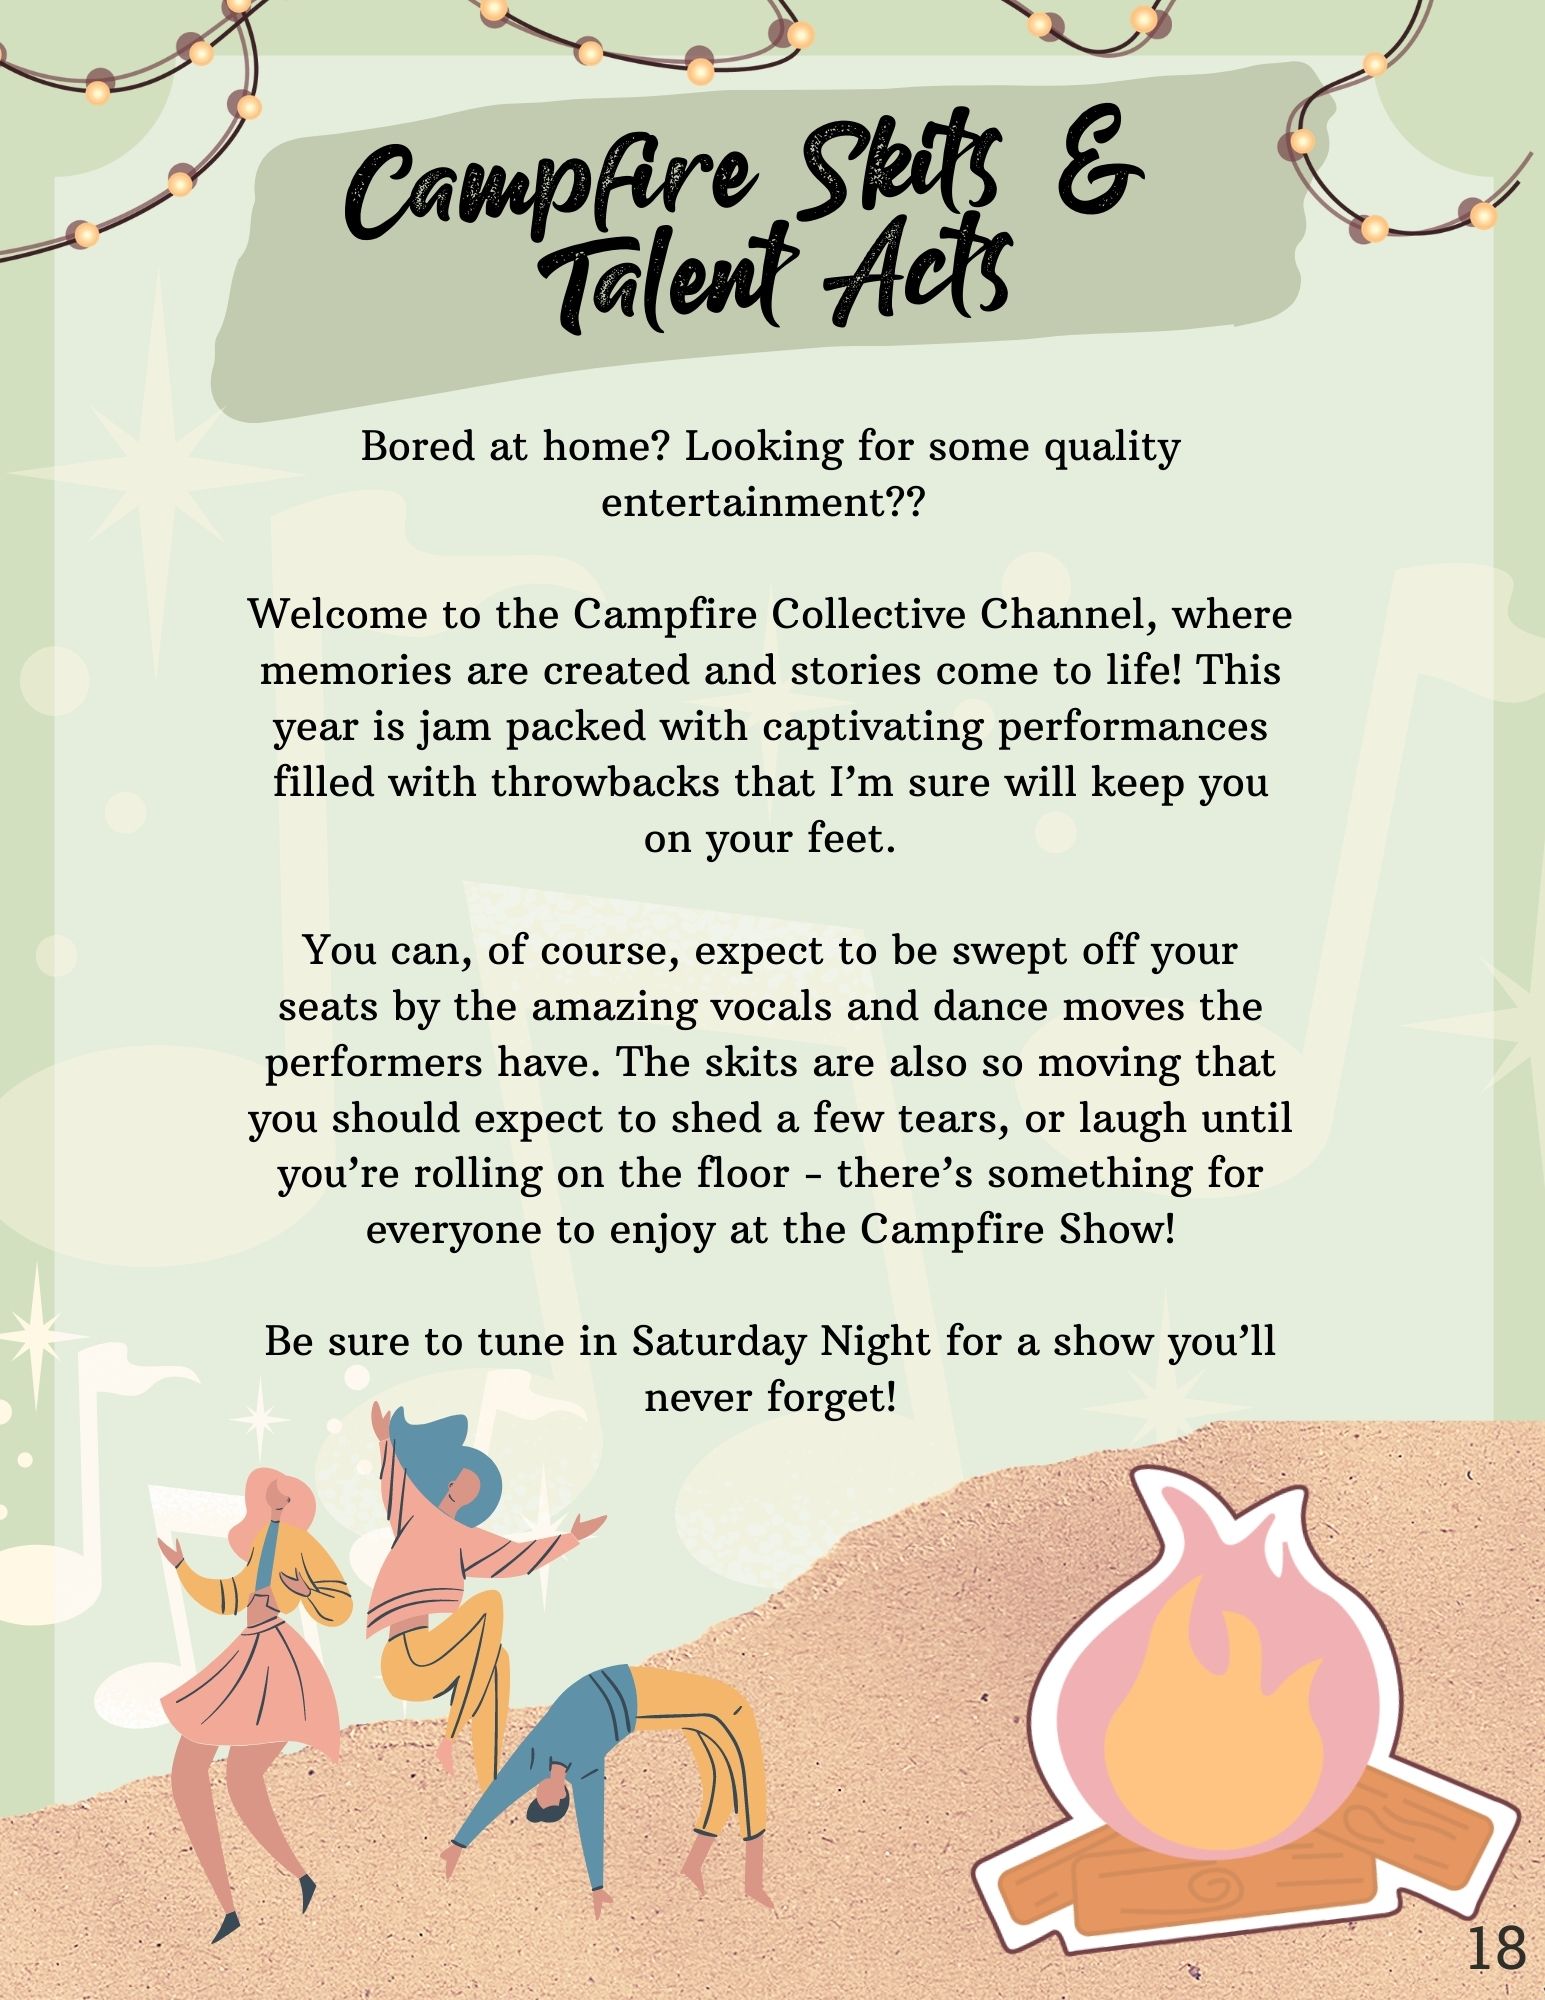 Campfire Skits &
Talent Acts
Bored at home? Looking for some quality
entertainment??
Welcome to the Campfire Collective Channel, where
memories are created and stories come to life! This
year is jam packed with captivating performances
filled with throwbacks that I’m sure will keep you
on your feet.
You can, of course, expect to be swept off your
seats by the amazing vocals and dance moves the
performers have. The skits are also so moving that
you should expect to shed a few tears, or laugh until
you’re rolling on the floor - there’s something for
everyone to enjoy at the Campfire Show!
Be sure to tune in Saturday Night for a show you’ll
never forget!
18